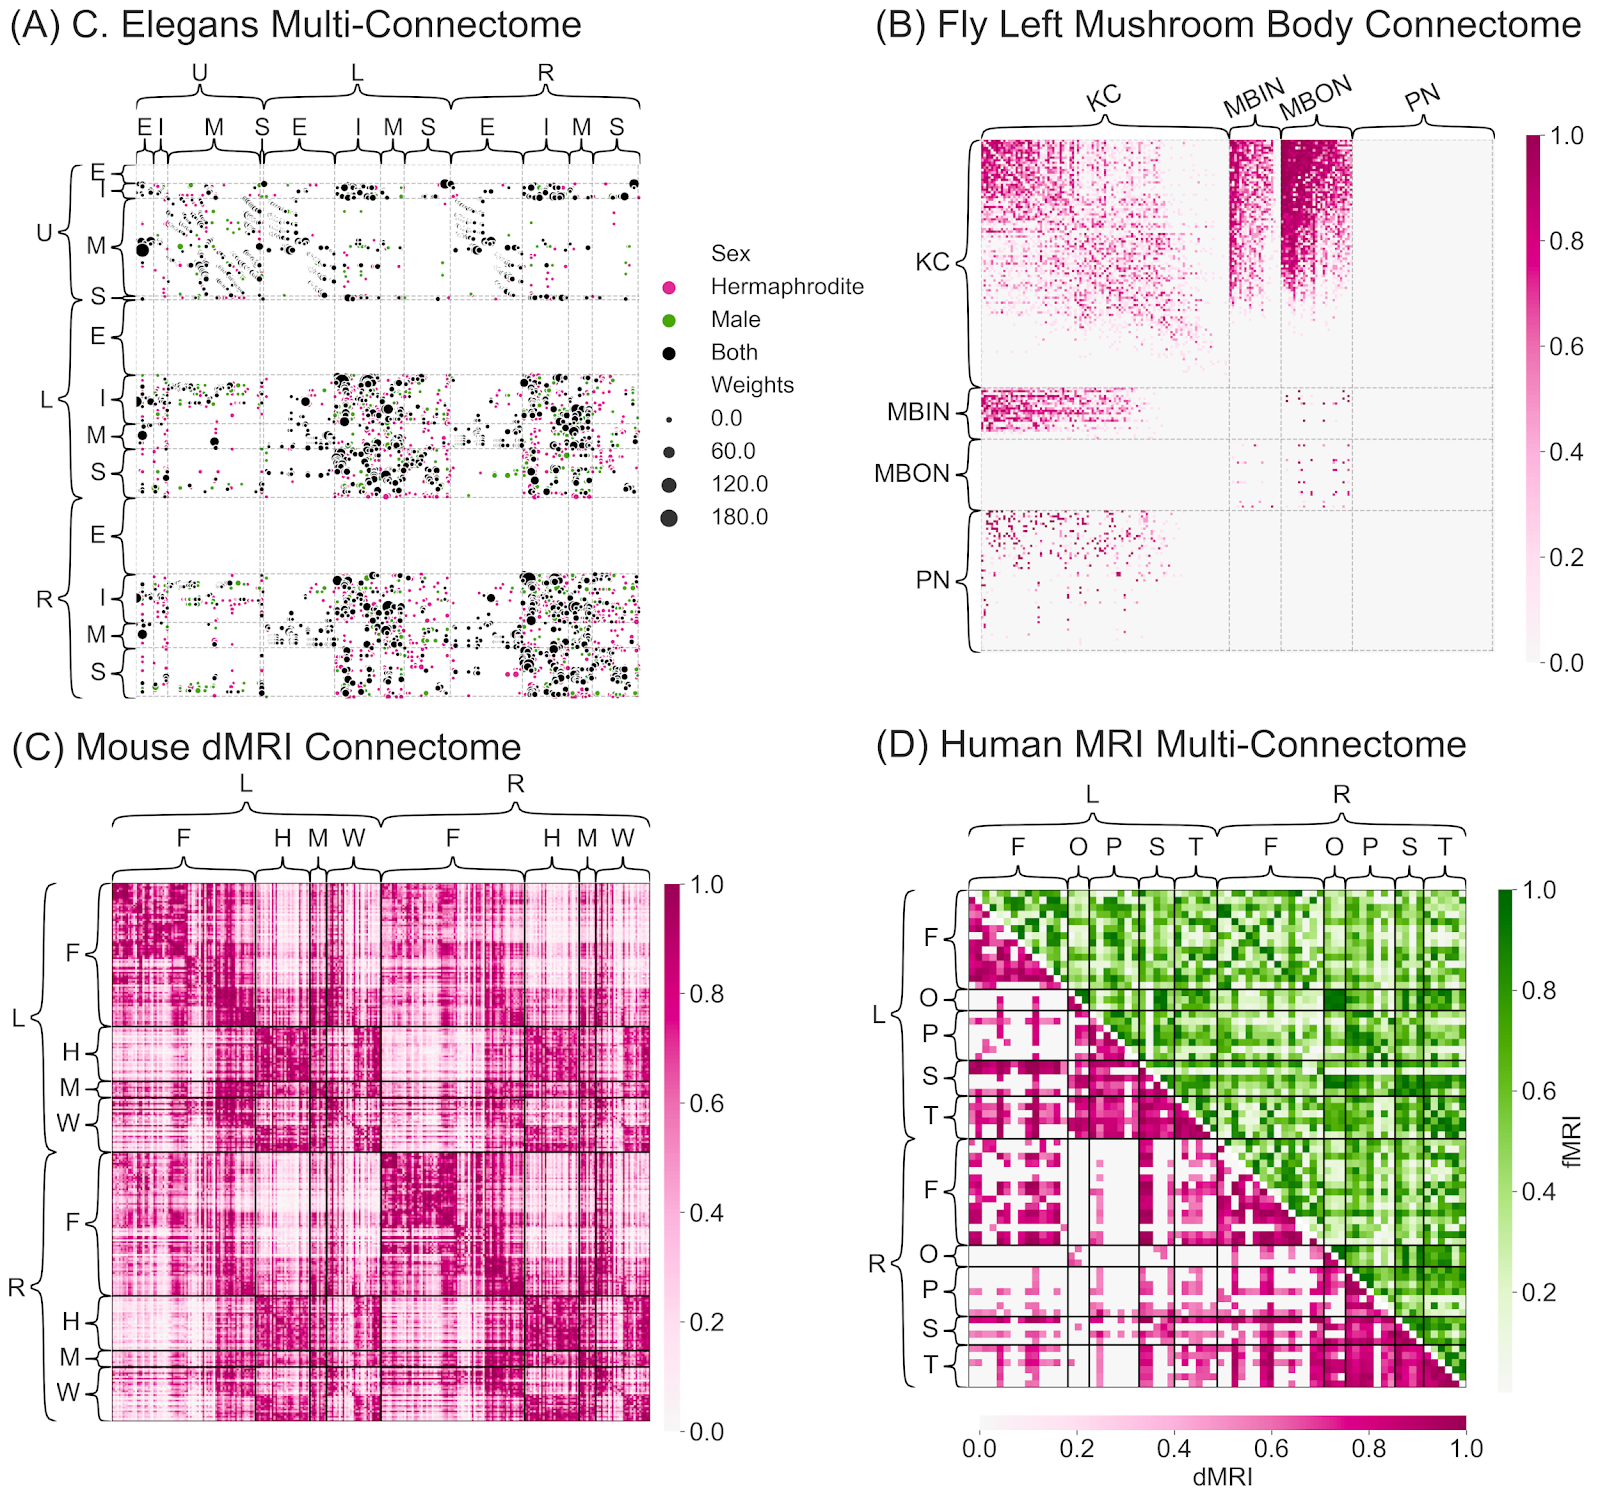 (A) C. Elegans Multi-Connectome
U L R
E I M S E I M S E I M S
U
E
I
M
S
L
E
I
M
S
R
E
I
M
S
Sex
Hermaphrodite
Male
Both
Weights
0.0
60.0
120.0
180.0
(B) Fly Left Mushroom Body Connectome
KC MBIN MBON PN
KC
MBIN
MBON
PN
1.0
0.8
0.6
0.4
0.2
0.0
(C) Mouse dMRI Connectome
L R
F H M W F H M W
L
F
H
M
W
R
F
H
M
W
1.0
0.8
0.6
0.4
0.2
0.0
(D) Human MRI Multi-Connectome
L R
F O P S T F O P S T
L
F
O
P
S
T
R
F
O
P
S
T
1.0
0.8
0.6
0.4
0.2
fMRI
0.0 0.2 0.4 0.6 0.8 1.0
dMRI